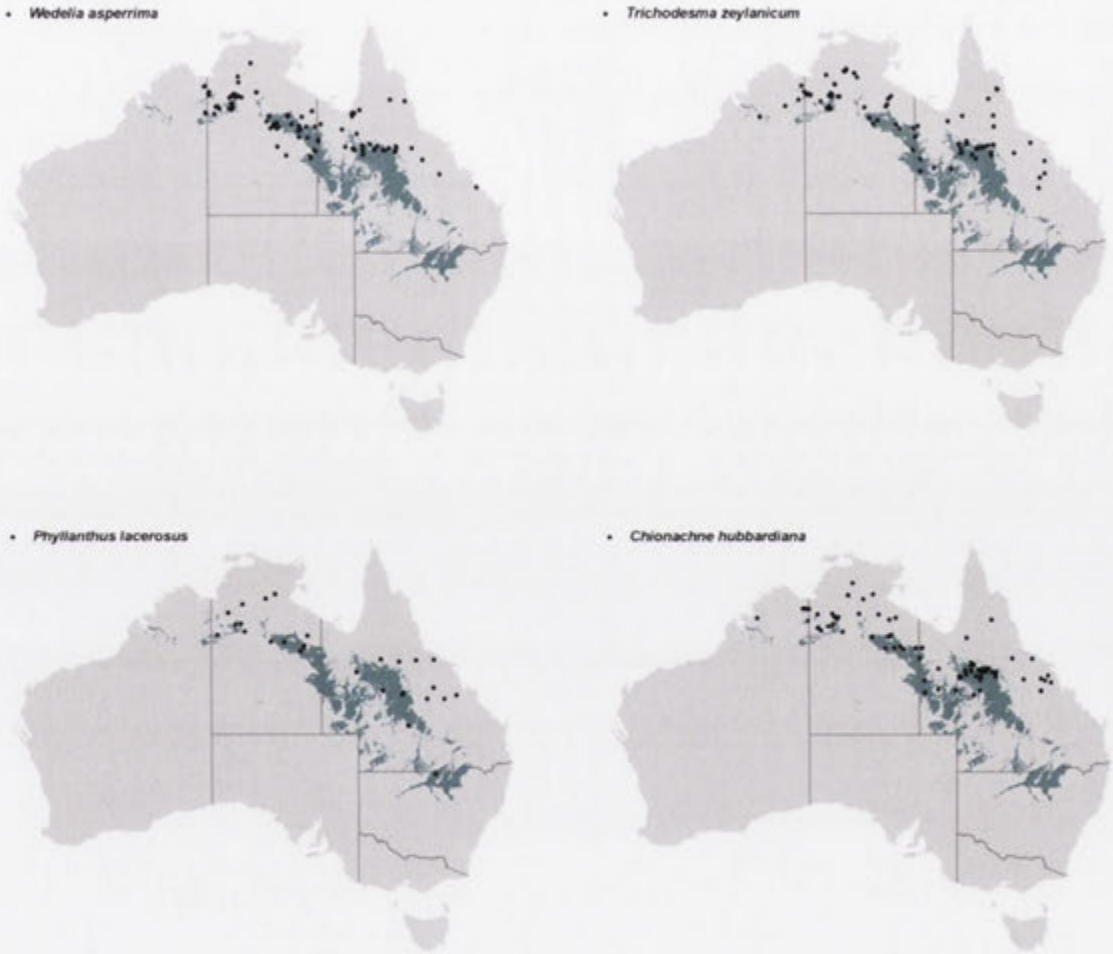 • Wedelia asperrima
• Trichodesma zeylanicum
• Phyllanthus lacerosus
• Chionachne hubbardiana